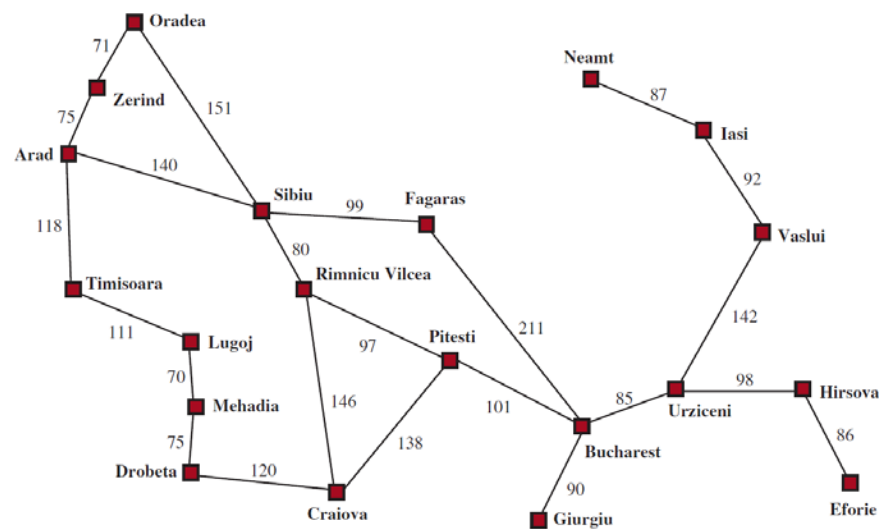 Oradea
71
Neamt
87
Zerind
151
75
Iasi
Arad
140
92
Sibiu
Fagaras
99
118
Vaslui
80
Rimnicu Vilcea
Timisoara
142
111
Pitesti
211
Lugoj
97
70
98
Hirsova
85
Mehadia
146
101
Urziceni
86
138
75
Bucharest
Drobeta
120
90
Eforie
Craiova
Giurgiu